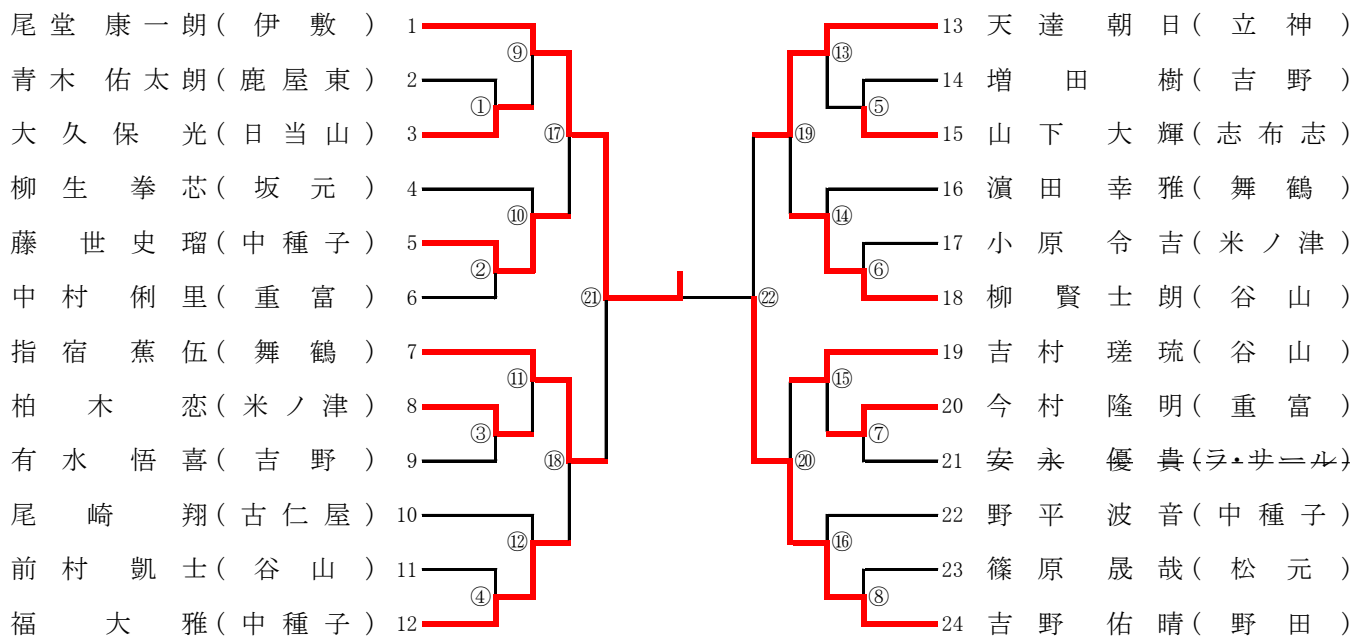 尾堂 康一朗(伊敷) 1
青木 佑太朗(鹿屋東) 2
大久保 光(日当山) 3
柳生 拳芯(坂元) 4
藤 世史瑠(中種子) 5
中村 俐里(重富) 6
指宿 蕉伍(舞鶴) 7
柏木 恋(米ノ津) 8
有水 悟喜(吉野) 9
尾崎 翔(古仁屋) 10
前村 凱士(谷山) 11
福 大雅(中種子) 12
⑨
①
⑰
⑩
②
㉑
⑪
③
⑱
⑫
④
⑬
⑤
⑲
⑭
⑥
㉒
⑮
⑦
⑳
⑯
⑧
13 天達 朝日(立神)
14 増田 樹(吉野)
15 山下 大輝(志布志)
16 濵田 幸雅(舞鶴)
17 小原 令吉(米ノ津)
18 柳 賢士朗(谷山)
19 吉村 瑳琉(谷山)
20 今村 隆明(重富)
21 安永 優貴(ラ・サール)
22 野平 波音(中種子)
23 篠原 晟哉(松元)
24 吉野 佑晴(野田)